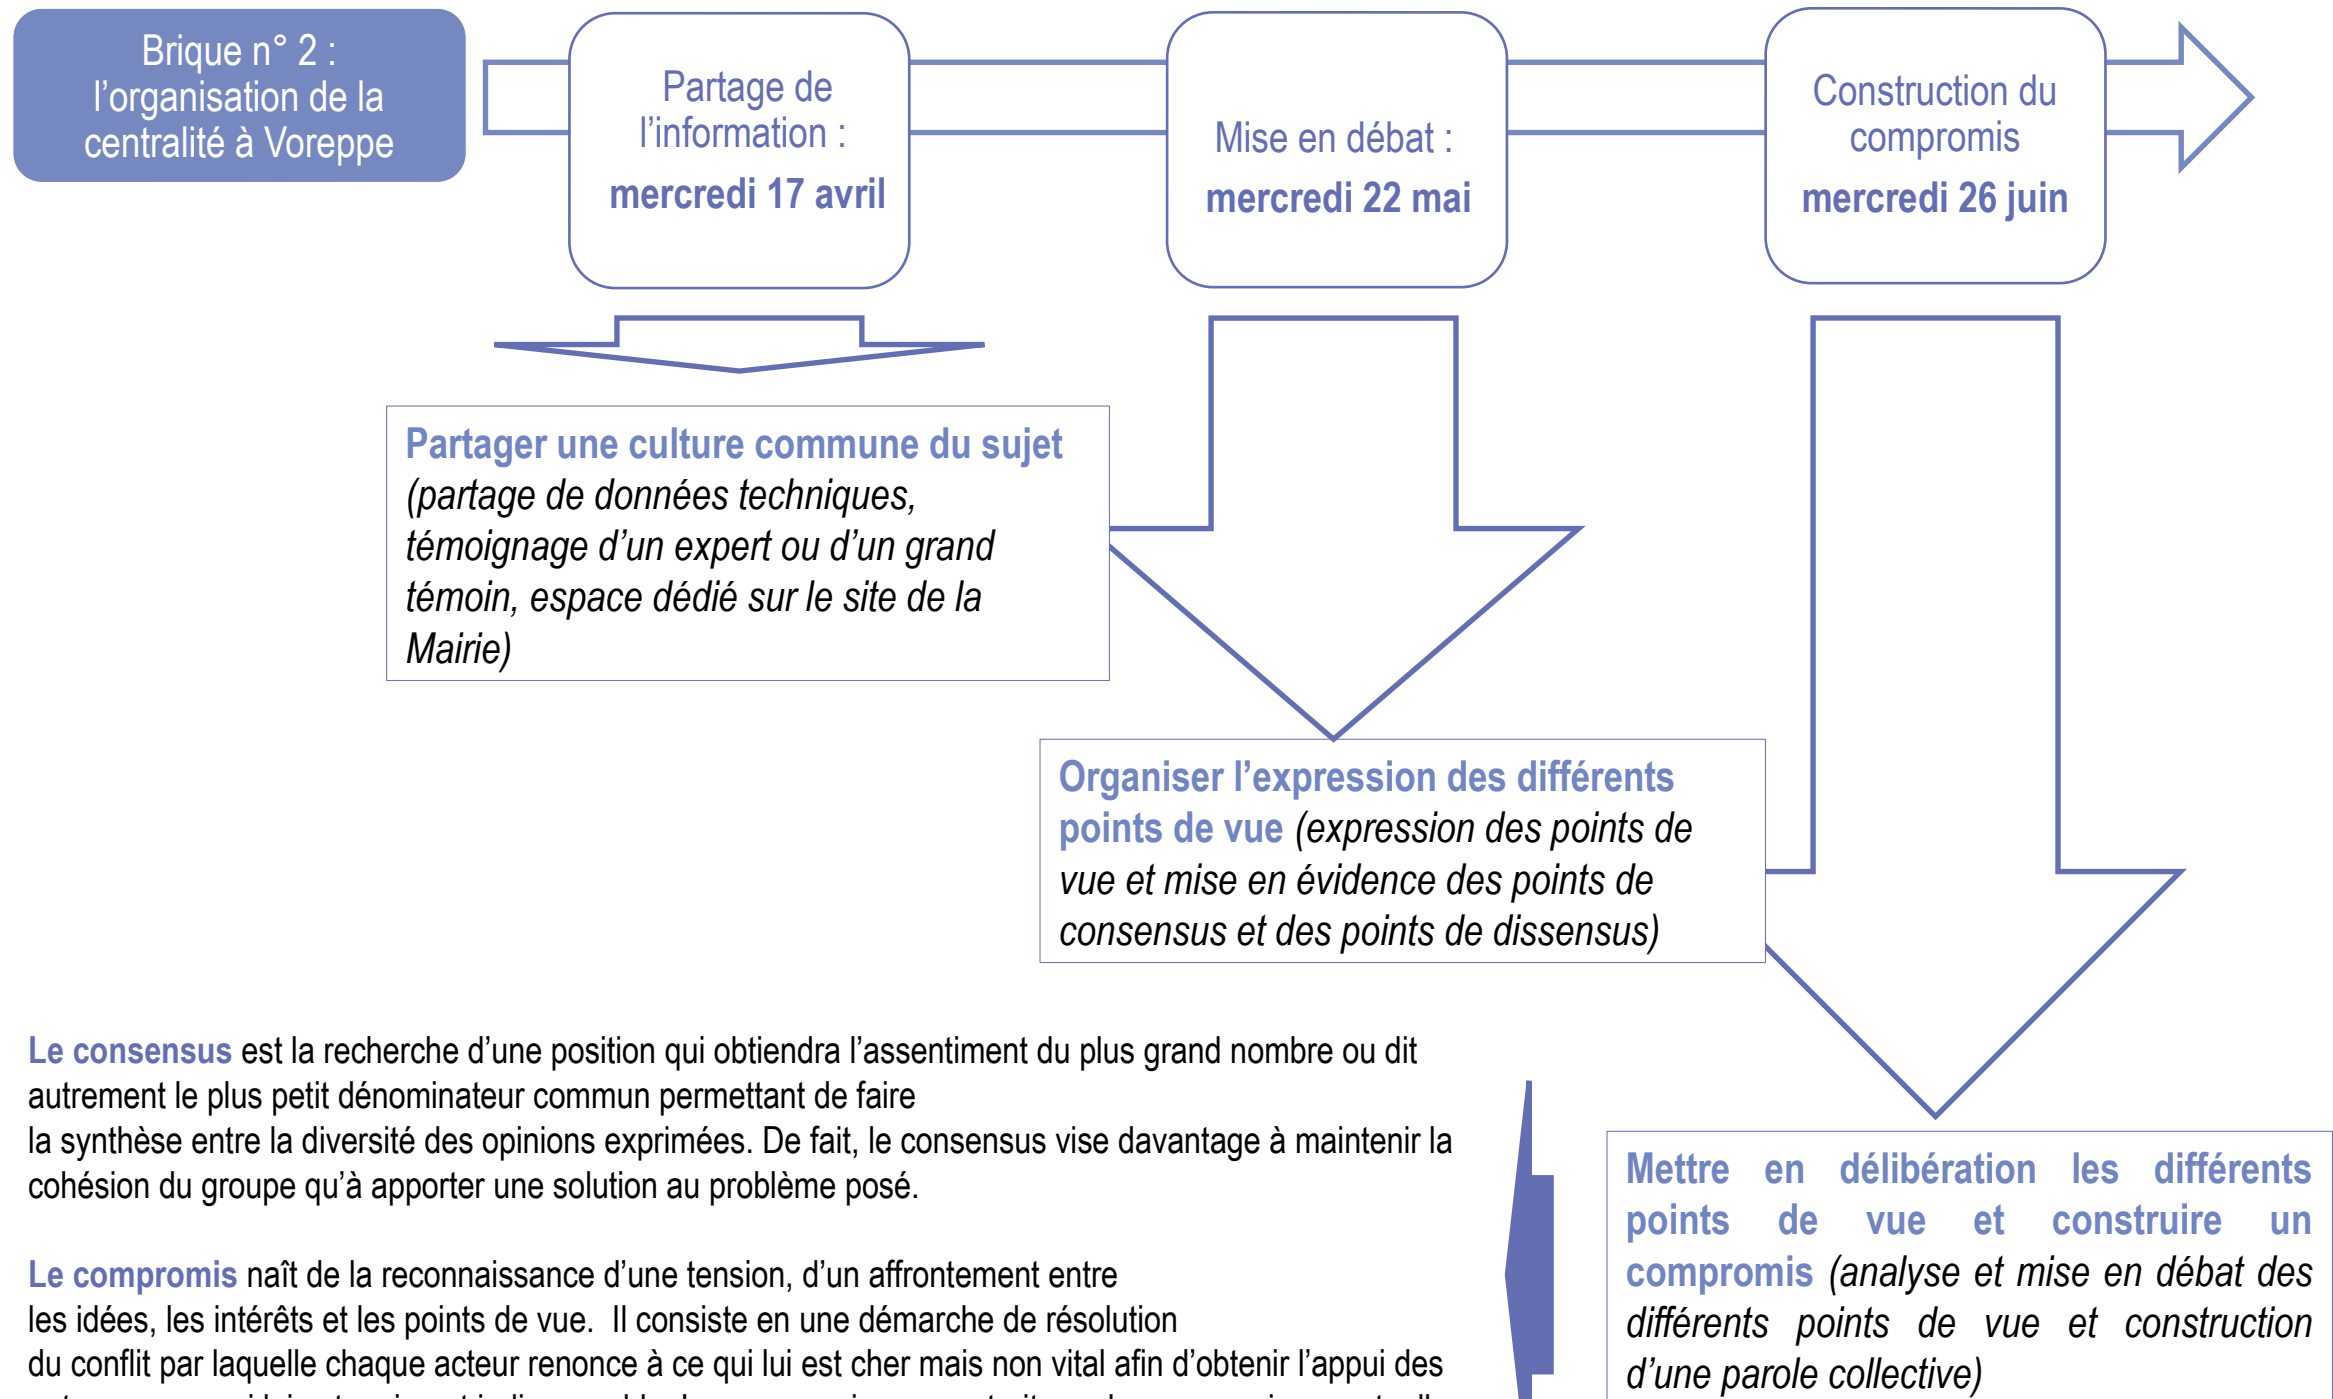 Brique n° 2 :
l’organisation de la
centralité à Voreppe
Partage de
l’information :
mercredi 17 avril
Mise en débat :
mercredi 22 mai
Construction du
compromis
mercredi 26 juin
Partager une culture commune du sujet
(partage de données techniques,
témoignage d’un expert ou d’un grand
témoin, espace dédié sur le site de la
Mairie)
Organiser l’expression des différents
points de vue (expression des points de
vue et mise en évidence des points de
consensus et des points de dissensus)
Le consensus est la recherche d’une position qui obtiendra l’assentiment du plus grand nombre ou dit
autrement le plus petit dénominateur commun permettant de faire
la synthèse entre la diversité des opinions exprimées. De fait, le consensus vise davantage à maintenir la
cohésion du groupe qu’à apporter une solution au problème posé.
Le compromis naît de la reconnaissance d’une tension, d’un affrontement entre
les idées, les intérêts et les points de vue.  Il consiste en une démarche de résolution
du conflit par laquelle chaque acteur renonce à ce qui lui est cher mais non vital afin d’obtenir l’appui des
Mettre en délibération les différents
points de vue et construire un
compromis (analyse et mise en débat des
différents points de vue et construction
d’une parole collective)